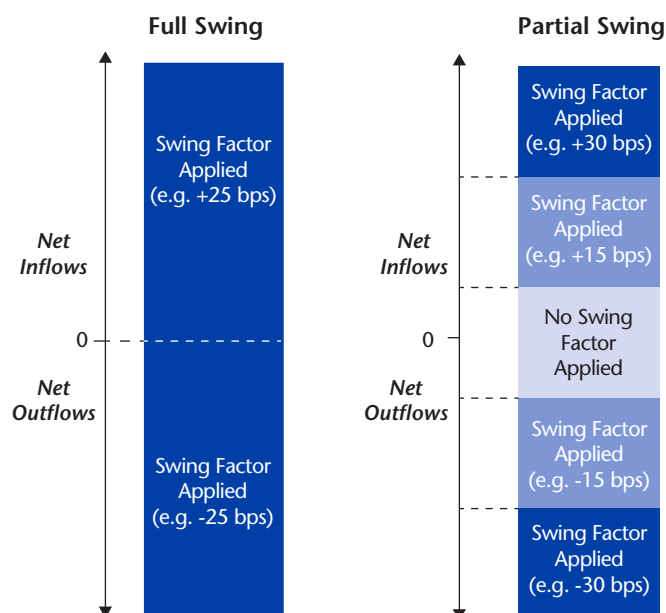 Full Swing
Swing Factor
Applied
(e.g. +25 bps)
Net
Inflows
0
Net
Outflows
Swing Factor
Applied
(e.g. -25 bps)
Partial Swing
Swing Factor
Applied
(e.g. +30 bps)
Swing Factor
Applied
(e.g. +15 bps)
Net
Inflows
0
No Swing
Factor
Applied
Net
Outflows
Swing Factor
Applied
(e.g. -15 bps)
Swing Factor
Applied
(e.g. -30 bps)